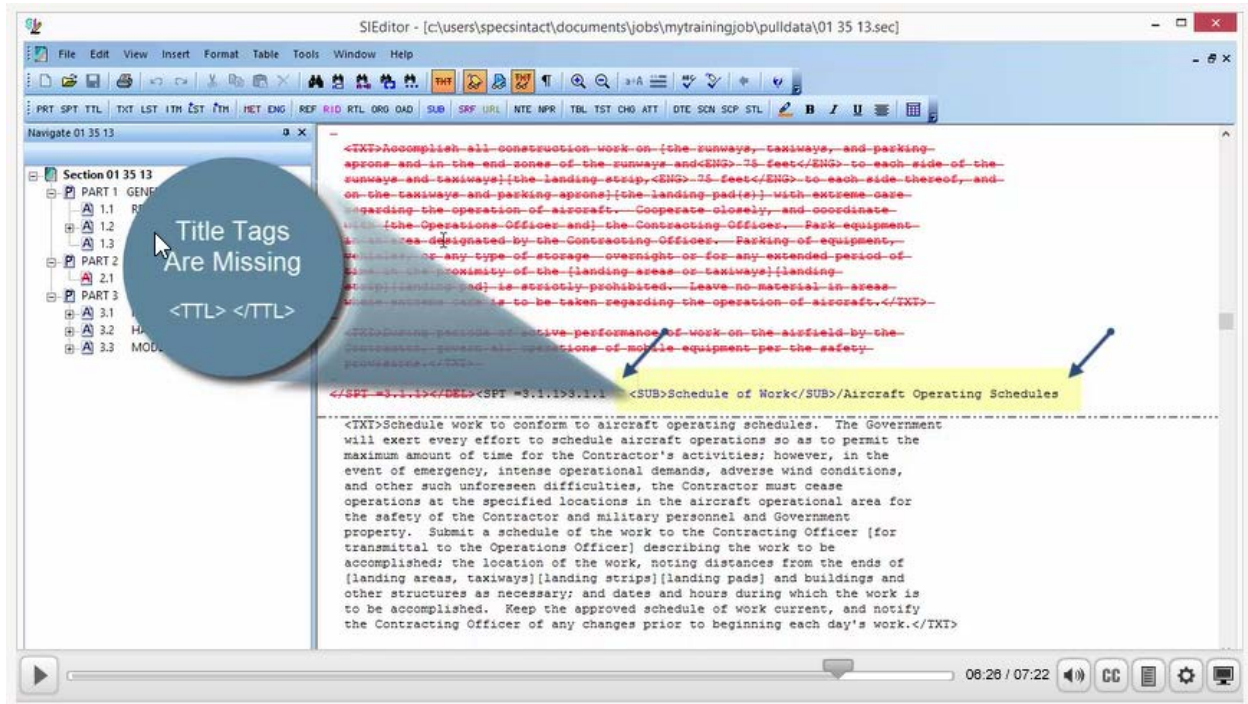 SIEditor - [c:\users\specsintact\documents\jobs\mytrainingjob\pulldata\01 35 13.sec]
File Edit View Insert Format Table Tools Window Help
THT THT ¶
PRT SPT TTL TXT LST ITM LST ITM MET ENG REF RID RTL ORG OAD SUB SRF URL NTE NPR TBL TST CHG ATT DTE SCN SCP STL B I U
Navigate 01 35 13
Section 01 35 13
PART 1 GENE
1.1
1.2
1.3
PART 2
2.1
PART 3
3.1
3.2
3.3 MOD
Title Tags
Are Missing
<TTL> </TTL>
<TXT>Accomplish all construction work on [the runways, taxiways, and parking
aprons and in the end zones of the runways and<ENG> 75 feet</ENG> to each side of the
runways and taxiways][the landing strip,<ENG> 75 feet</ENG> to each side thereof, and
on the taxiways and parking aprons][the landing pad(s)] with extreme care
regarding the operation of aircraft. Cooperate closely, and coordinate
[the Operations Officer and] the Contracting Officer. Park equipment
area designated by the Contracting Officer. Parking of equipment,
or any type of storage overnight or for any extended period of
proximity of the [landing areas or taxiways][landing
pad] is strictly prohibited. Leave no material in areas
is to be taken regarding the operation of aircraft.</TXT>
active performance of work on the airfield by the
operations of mobile equipment per the safety
</SPT =3.1.1></DEL><SPT =3.1.1>3.1.1 <SUB>Schedule of Work</SUB>/Aircraft Operating Schedules
<TXT>Schedule work to conform to aircraft operating schedules. The Government
will exert every effort to schedule aircraft operations so as to permit the
maximum amount of time for the Contractor's activities; however, in the
event of emergency, intense operational demands, adverse wind conditions,
and other such unforeseen difficulties, the Contractor must cease
operations at the specified locations in the aircraft operational area for
the safety of the Contractor and military personnel and Government
property. Submit a schedule of the work to the Contracting Officer [for
transmittal to the Operations Officer] describing the work to be
accomplished; the location of the work, noting distances from the ends of
[landing areas, taxiways][landing strips][landing pads] and buildings and
other structures as necessary; and dates and hours during which the work is
to be accomplished. Keep the approved schedule of work current, and notify
the Contracting Officer of any changes prior to beginning each day's work.</TXT>
06:26 / 07:22 CC